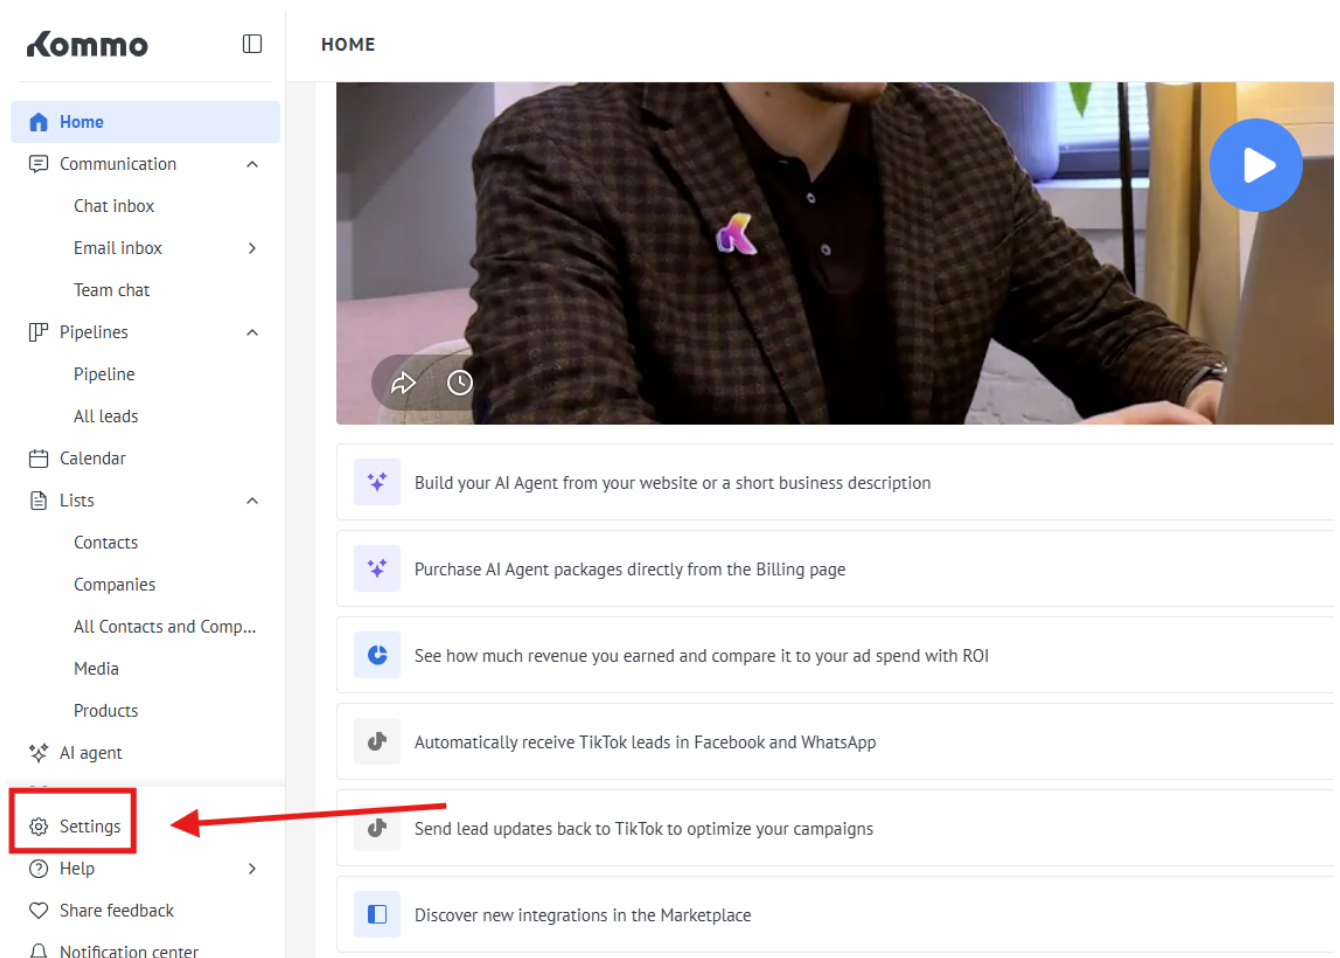 Kommo
HOME
Home
Communication
Chat inbox
Email inbox
Team chat
Pipelines
Pipeline
All leads
Calendar
Lists
Contacts
Companies
All Contacts and Comp...
Media
Products
AI agent
Settings
Help
Share feedback
Notification center
Build your AI Agent from your website or a short business description
Purchase AI Agent packages directly from the Billing page
See how much revenue you earned and compare it to your ad spend with ROI
Automatically receive TikTok leads in Facebook and WhatsApp
Send lead updates back to TikTok to optimize your campaigns
Discover new integrations in the Marketplace